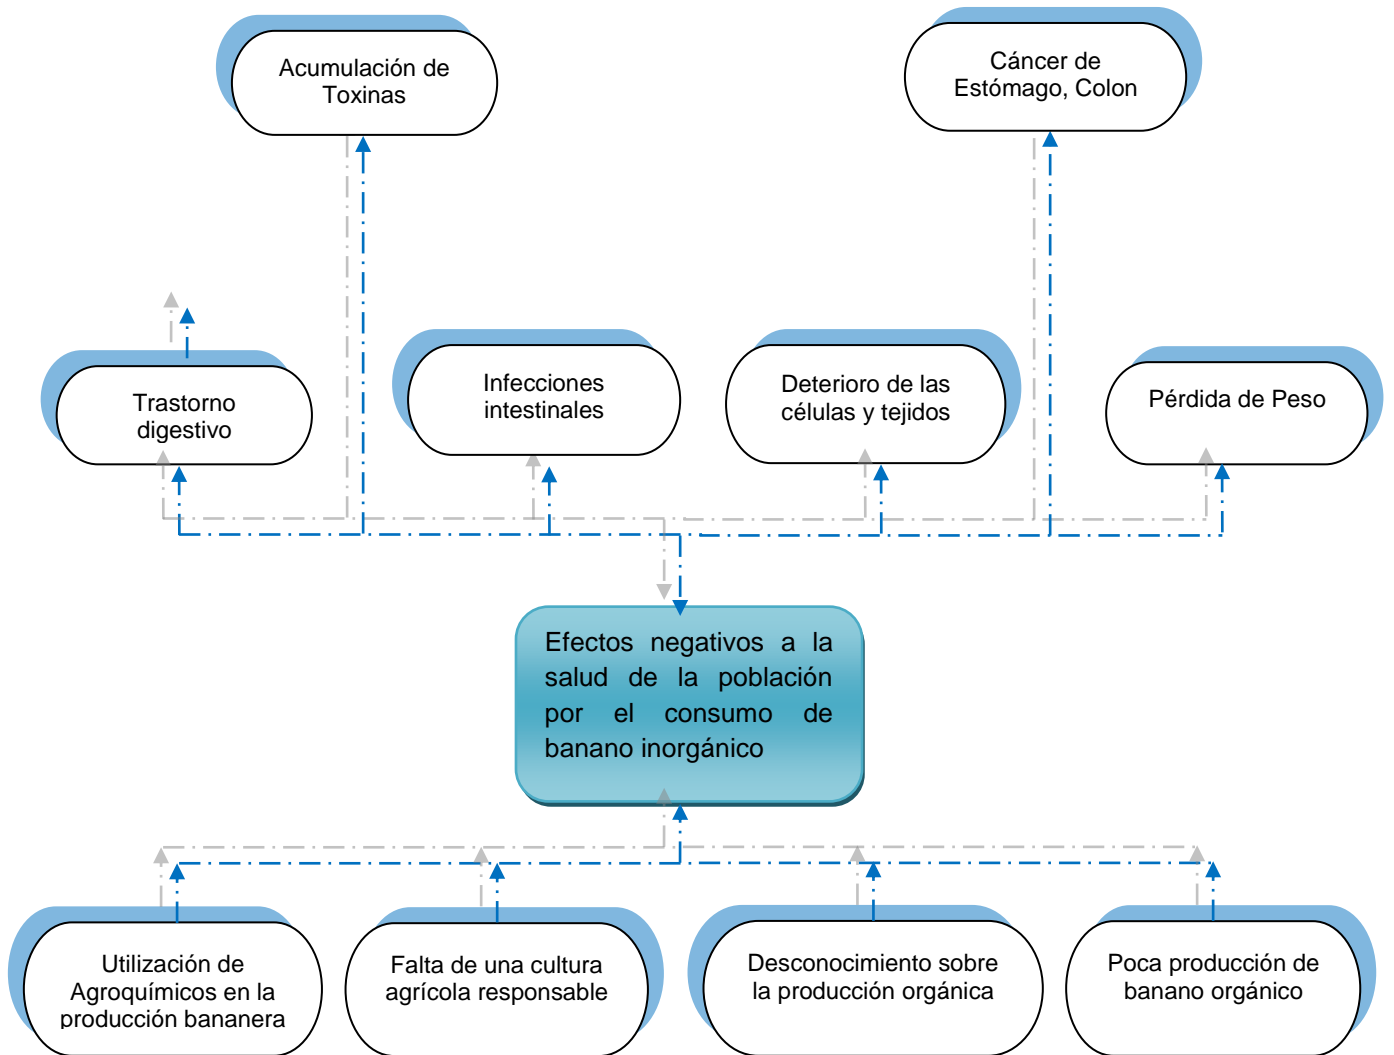 Acumulación de
Toxinas
Cáncer de
Estómago, Colon
Trastorno
digestivo
Infecciones
intestinales
Deterioro de las
células y tejidos
Pérdida de Peso
Efectos negativos a la
salud de la población
por el consumo de
banano inorgánico
Utilización de
Agroquímicos en la
producción bananera
Falta de una cultura
agrícola responsable
Desconocimiento sobre
la producción orgánica
Poca producción de
banano orgánico